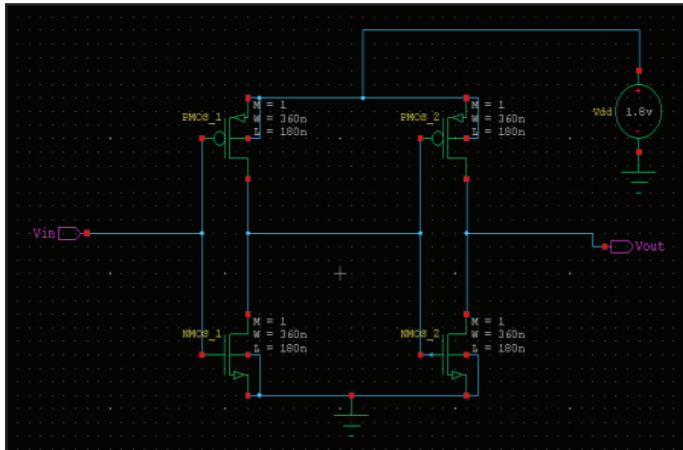 PMOS_1
M = 1
W = 360n
L = 180n
PMOS_2
M = 1
W = 360n
L = 180n
Vdd
1.8v
Vin
Vout
NMOS_1
M = 1
W = 360n
L = 180n
NMOS_2
M = 1
W = 360n
L = 180n